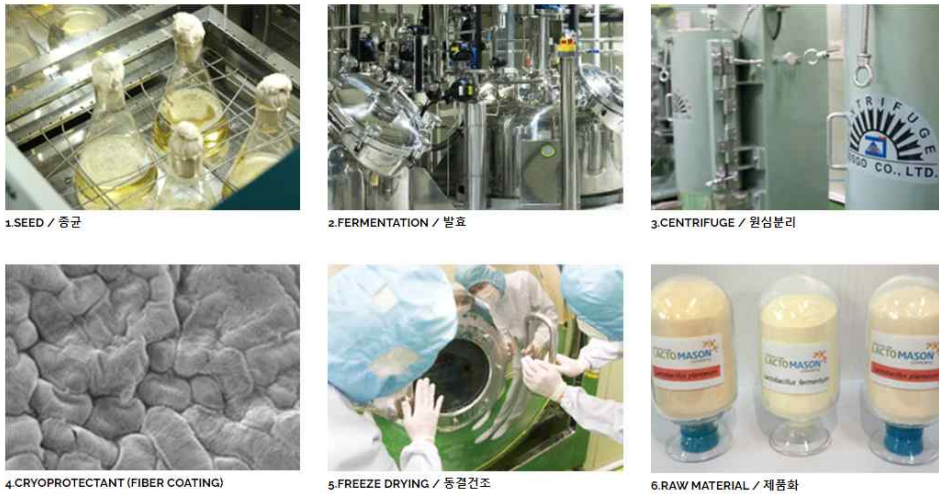 TRIFUGE
CO., LTD.
1.SEED / 종균
2.FERMENTATION / 발효
3.CENTRIFUGE / 원심분리
LACTOMASON
LACTOMASON
Lactobacillus fermentum
LACTOMASON
4.CRYOPROTECTANT (FIBER COATING)
5.FREEZE DRYING / 동결건조
6.RAW MATERIAL / 제품화